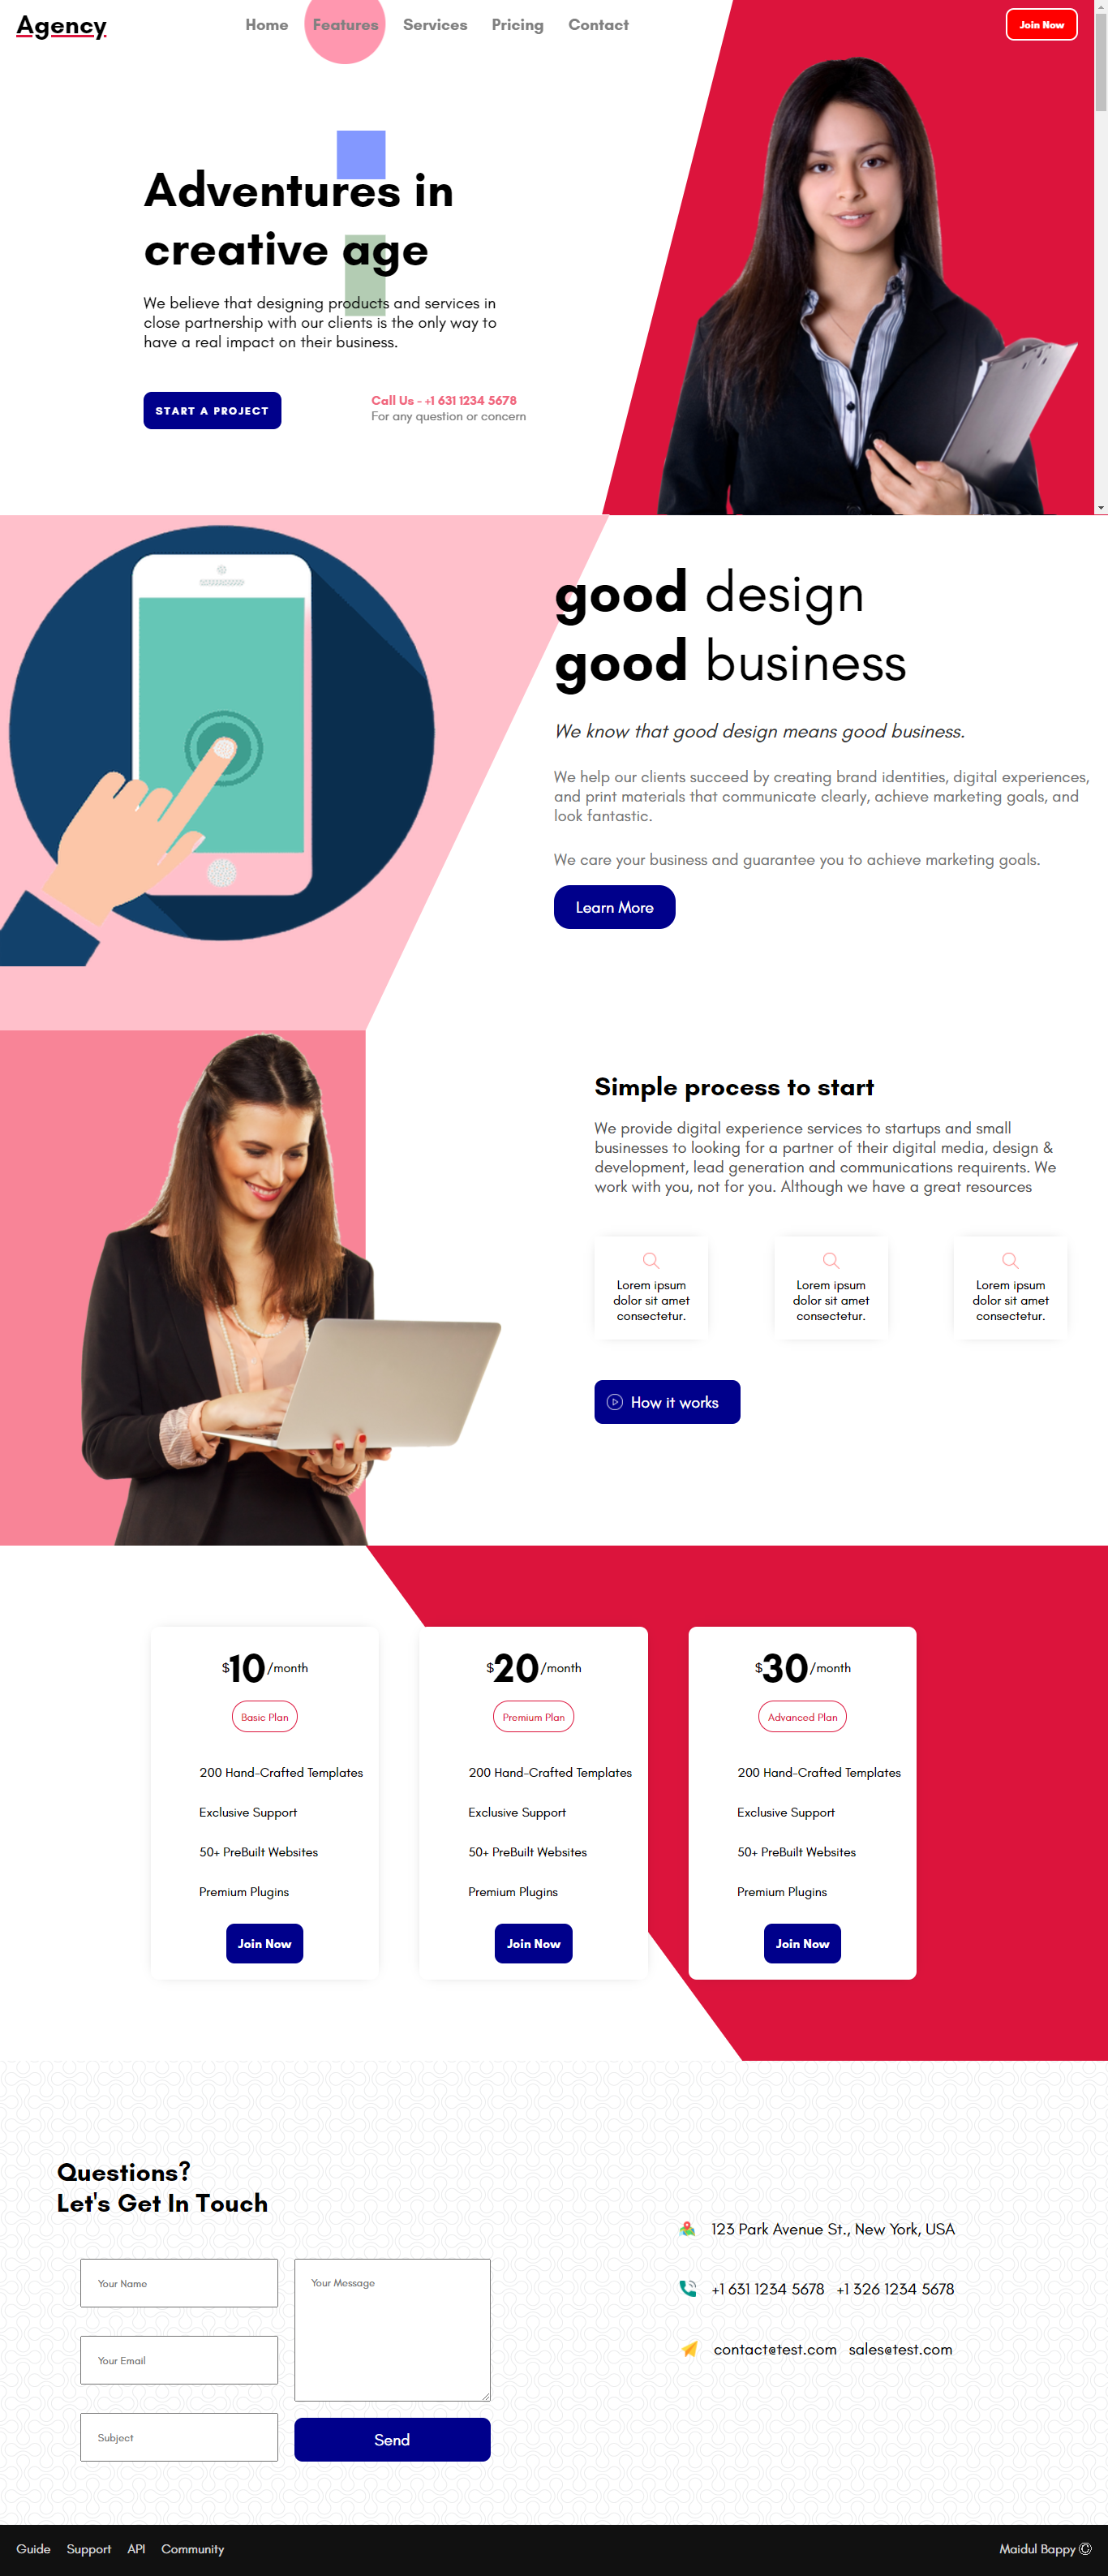 Agency
Home Features Services Pricing Contact
Join Now
Adventures in
creative age
We believe that designing products and services in
close partnership with our clients is the only way to
have a real impact on their business.
START A PROJECT
Call Us - +1 631 1234 5678
For any question or concern
good design
good business
We know that good design means good business.
We help our clients succeed by creating brand identities, digital experiences,
and print materials that communicate clearly, achieve marketing goals, and
look fantastic.
We care your business and guarantee you to achieve marketing goals.
Learn More
Simple process to start
We provide digital experience services to startups and small
businesses to looking for a partner of their digital media, design &
development, lead generation and communications requirents. We
work with you, not for you. Although we have a great resources
Lorem ipsum
dolor sit amet
consectetur.
Lorem ipsum
dolor sit amet
consectetur.
Lorem ipsum
dolor sit amet
consectetur.
How it works
$10/month
Basic Plan
200 Hand-Crafted Templates
Exclusive Support
50+ PreBuilt Websites
Premium Plugins
Join Now
$20/month
Premium Plan
200 Hand-Crafted Templates
Exclusive Support
50+ PreBuilt Websites
Premium Plugins
Join Now
$30/month
Advanced Plan
200 Hand-Crafted Templates
Exclusive Support
50+ PreBuilt Websites
Premium Plugins
Join Now
Questions?
Let's Get In Touch
Your Name
Your Email
Subject
Your Message
Send
123 Park Avenue St., New York, USA
+1 631 1234 5678 +1 326 1234 5678
contact@test.com sales@test.com
Guide Support API Community
Maidul Bappy ©